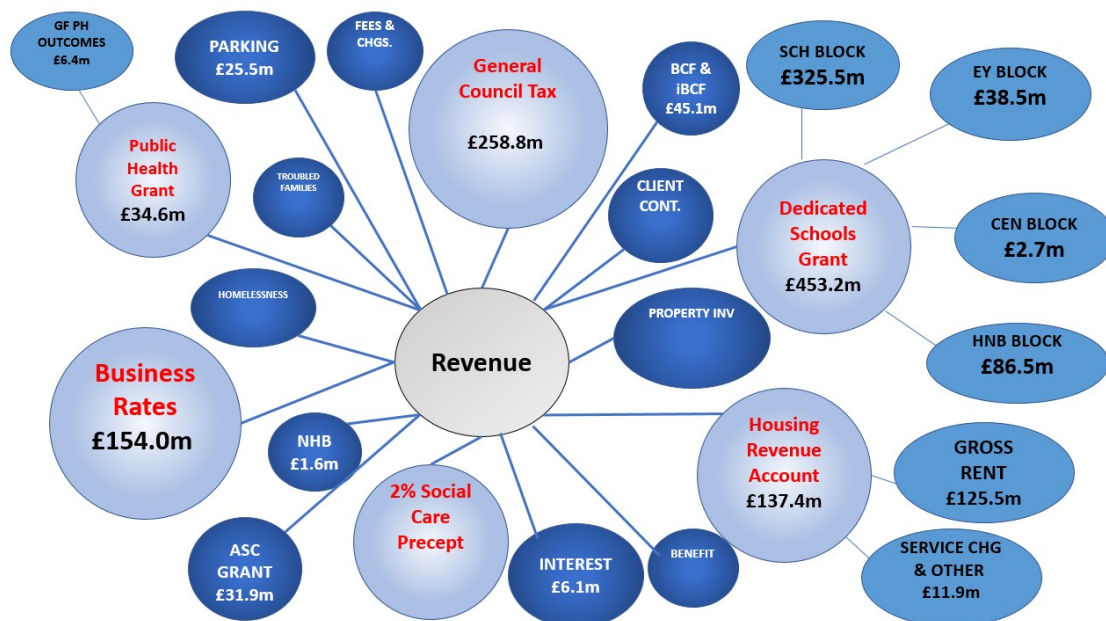 GF PH
OUTCOMES
£6.4m
PARKING
£25.5m
FEES &
CHGS.
General
Council Tax
£258.8m
BCF &
iBCF
£45.1m
SCH BLOCK
£325.5m
EY BLOCK
£38.5m
Public
Health
Grant
£34.6m
TROUBLED
FAMILIES
CLIENT
CONT.
Dedicated
Schools
Grant
£453.2m
CEN BLOCK
£2.7m
HOMELESSNESS
PROPERTY INV
HNB BLOCK
£86.5m
Revenue
Business
Rates
£154.0m
NHB
£1.6m
2% Social
Care
Precept
Housing
Revenue
Account
£137.4m
GROSS
RENT
£125.5m
ASC
GRANT
£31.9m
INTEREST
£6.1m
BENEFIT
SERVICE CHG
& OTHER
£11.9m